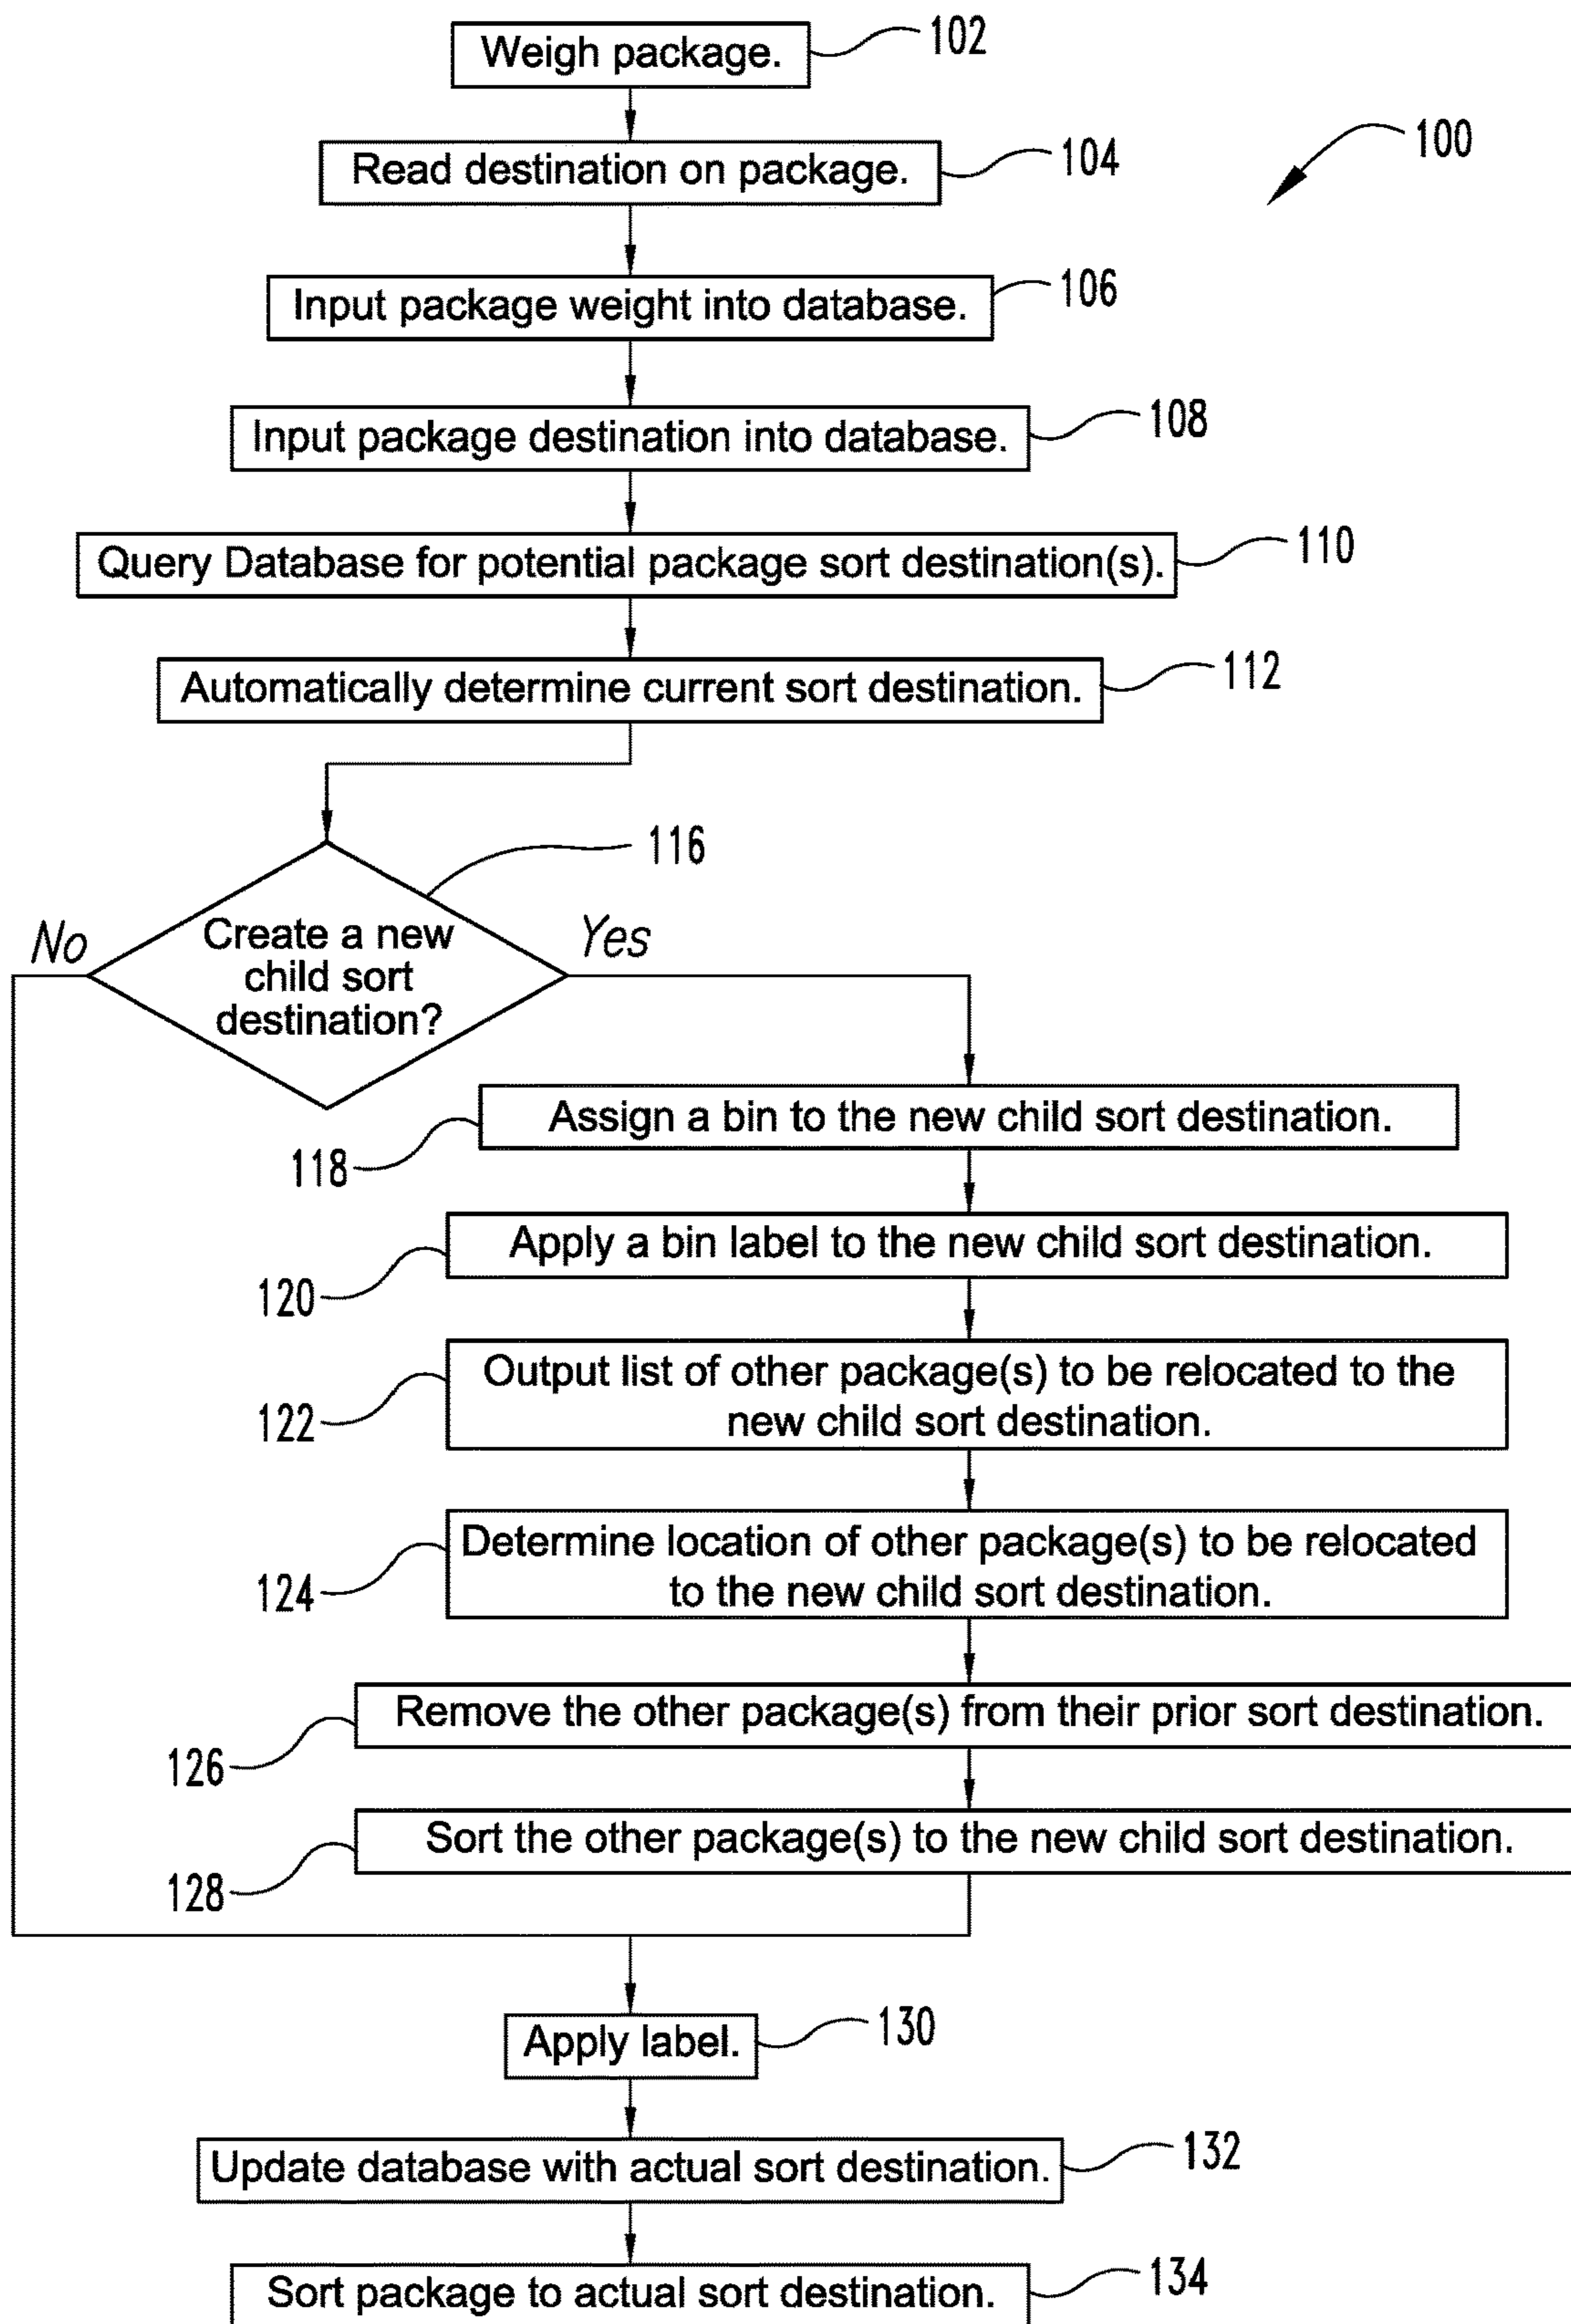 Weigh package.
102
Read destination on package.
104
100
Input package weight into database.
106
Input package destination into database.
108
Query Database for potential package sort destination(s).
110
Automatically determine current sort destination.
112
116
No
Yes
Create a new
child sort
destination?
Assign a bin to the new child sort destination.
118
Apply a bin label to the new child sort destination.
120
Output list of other package(s) to be relocated to the
new child sort destination.
122
Determine location of other package(s) to be relocated
to the new child sort destination.
124
Remove the other package(s) from their prior sort destination.
126
Sort the other package(s) to the new child sort destination.
128
Apply label.
130
Update database with actual sort destination.
132
Sort package to actual sort destination.
134